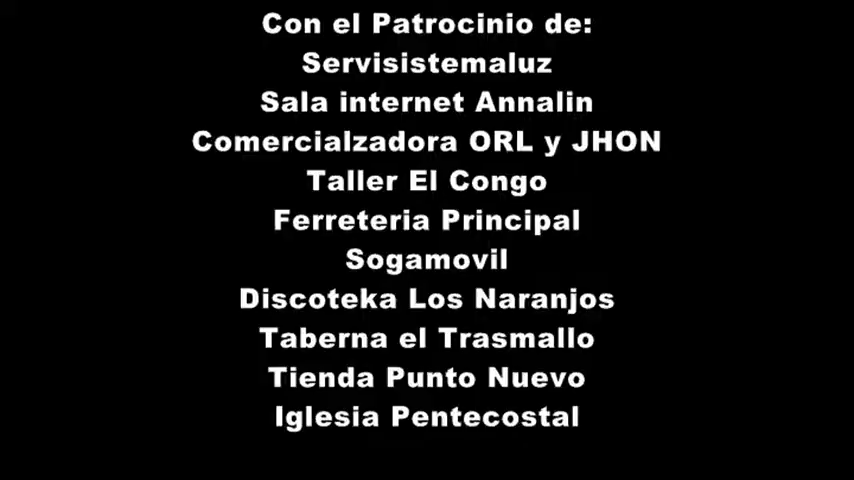 Con el Patrocinio de:
Servisistemaluz
Sala internet Annalin
Comercialzadora ORL y JHON
Taller El Congo
Ferreteria Principal
Sogamovil
Discoteka Los Naranjos
Taberna el Trasmallo
Tienda Punto Nuevo
Iglesia Pentecostal